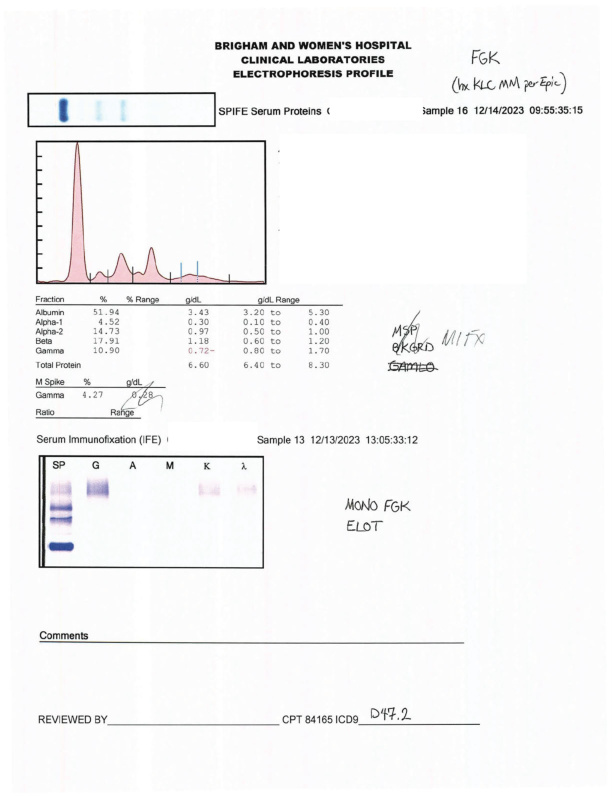 BRIGHAM AND WOMEN'S HOSPITAL
CLINICAL LABORATORIES
ELECTROPHORESIS PROFILE
FGK
(hx KLC MM per Epic)
SPIFE Serum Proteins (
Sample 16 12/14/2023 09:55:35:15
Fraction % % Range g/dL g/dL Range
Albumin 51.94 3.43 3.20 to 5.30
Alpha-1 4.52 0.30 0.10 to 0.40
Alpha-2 14.73 0.97 0.50 to 1.00
Beta 17.91 1.18 0.60 to 1.20
Gamma 10.90 0.72- 0.80 to 1.70
Total Protein 6.60 6.40 to 8.30
MSP
BKGRD MIFX
GAMLO
M Spike % g/dL
Gamma 4.27 0.28
Ratio Range
Serum Immunofixation (IFE)
Sample 13 12/13/2023 13:05:33:12
SP G A M K λ
MONO FGK
ELOT
Comments
REVIEWED BY CPT 84165 ICD9 D47.2